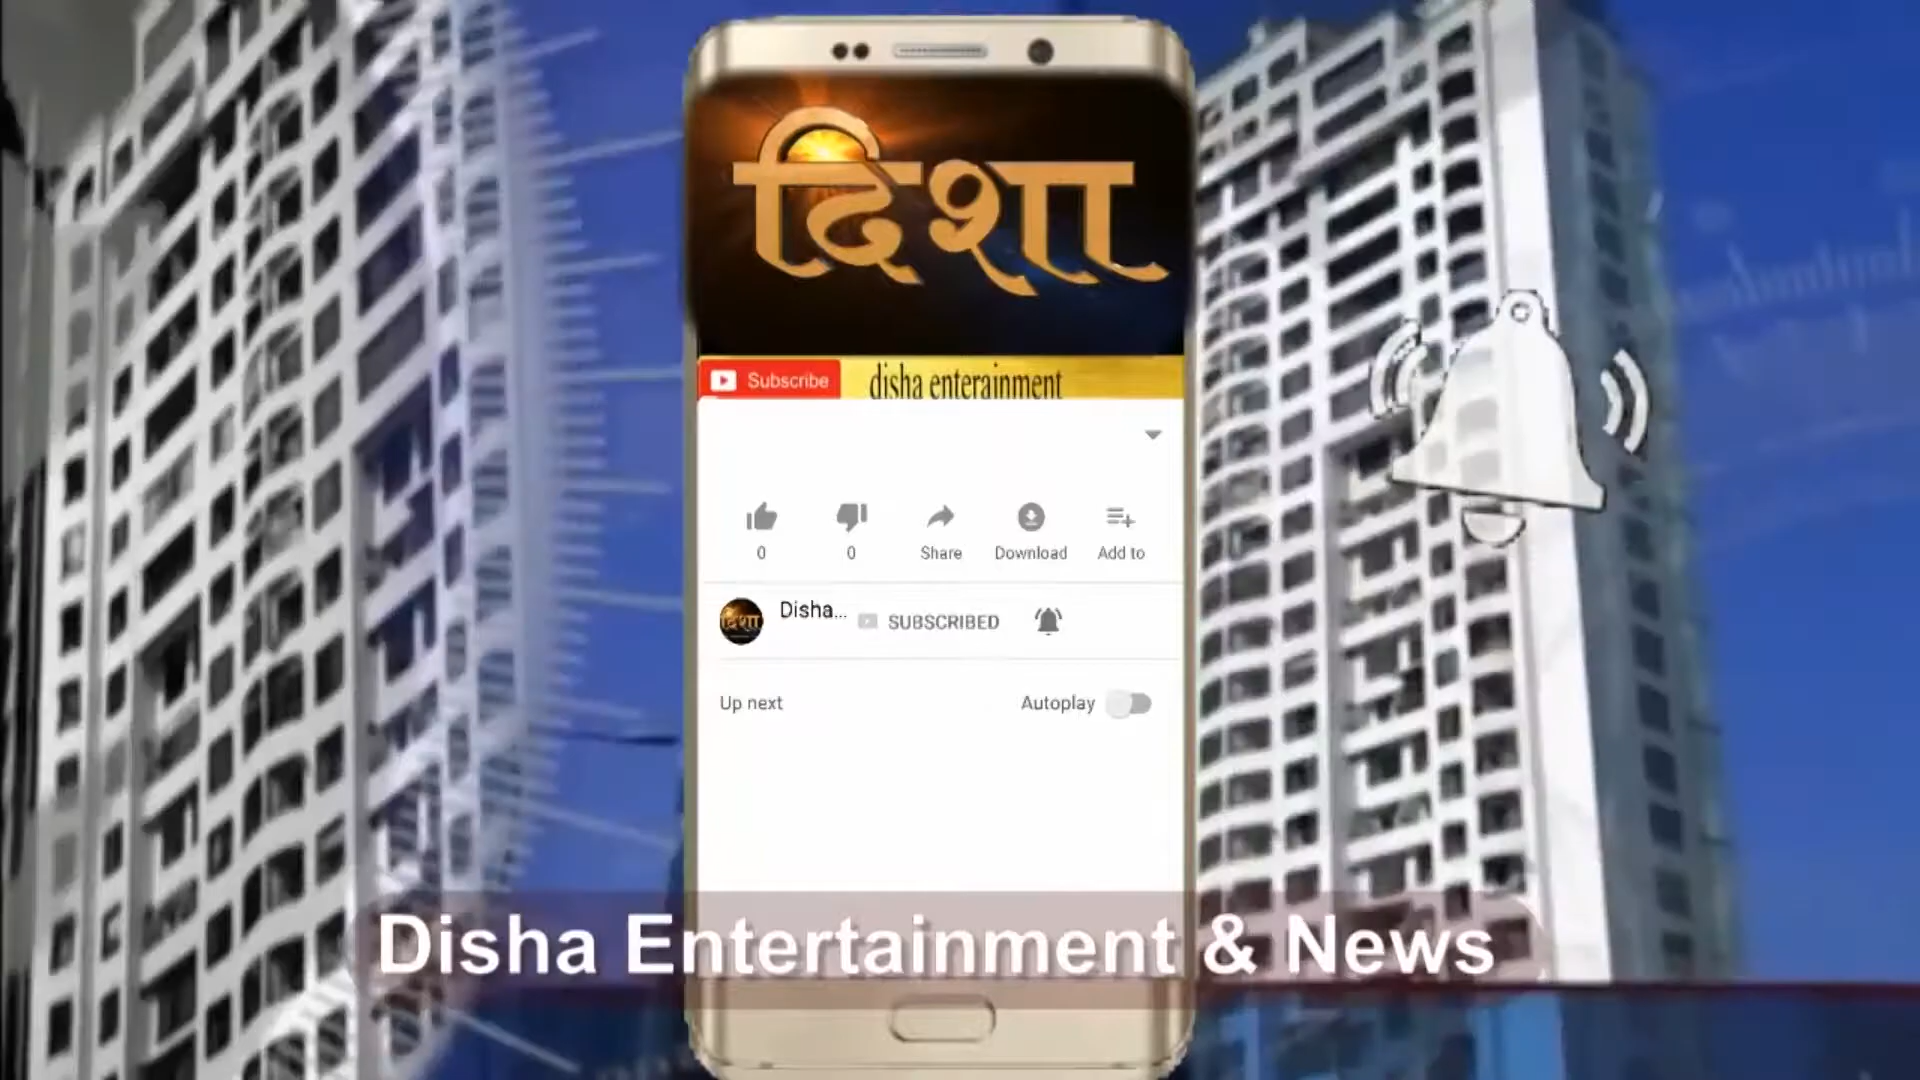 दिशा
Subscribe
disha enterainment
0
0
Share
Download
Add to
दिशा
Disha...
SUBSCRIBED
Up next
Autoplay
Disha Entertainment & News